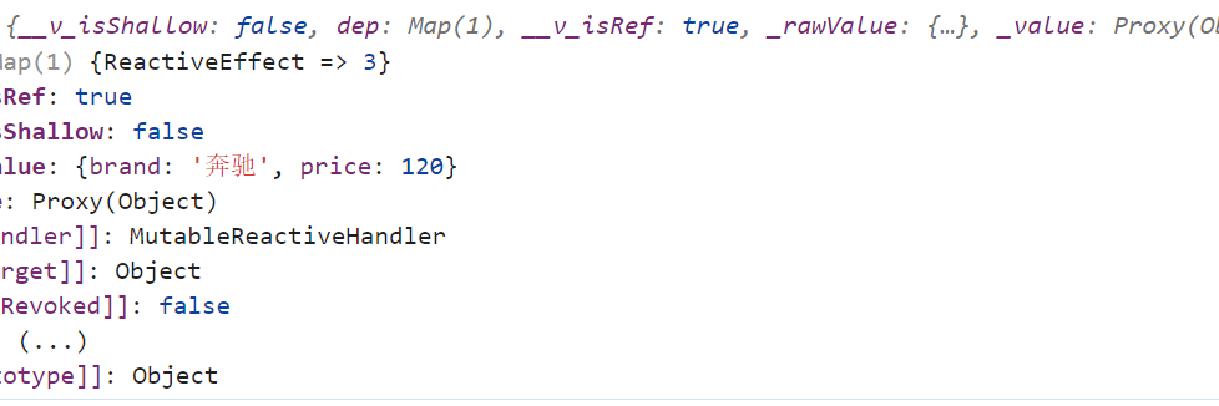 {__v_isShallow: false, dep: Map(1), __v_isRef: true, _rawValue: {…}, _value: Proxy(Ob
Map(1) {ReactiveEffect => 3}
sRef: true
sShallow: false
alue: {brand: '奔驰', price: 120}
e: Proxy(Object)
ndler]]: MutableReactiveHandler
rget]]: Object
Revoked]]: false
(...)
totype]]: Object